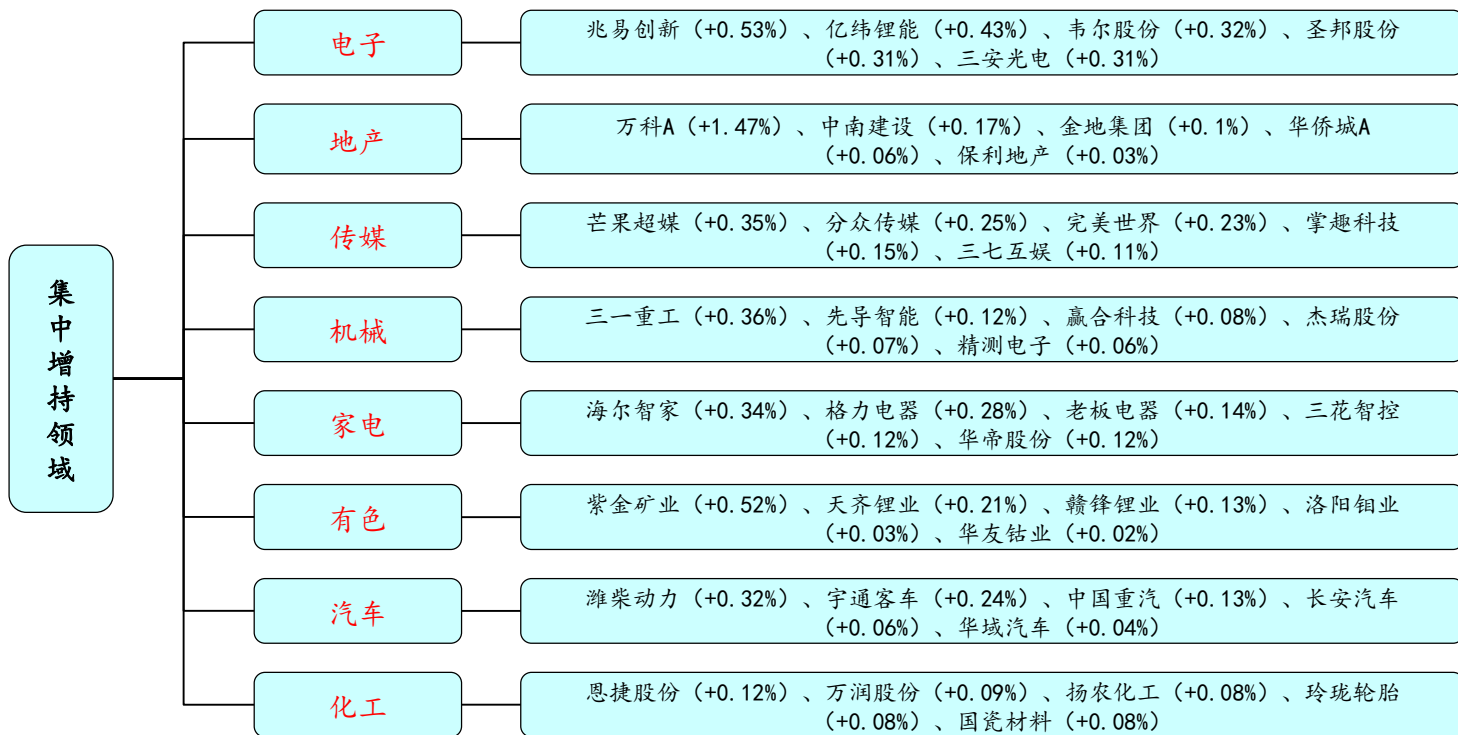 集中增持领域
电子
兆易创新（+0.53%）、亿纬锂能（+0.43%）、韦尔股份（+0.32%）、圣邦股份
（+0.31%）、三安光电（+0.31%）
地产
万科A（+1.47%）、中南建设（+0.17%）、金地集团（+0.1%）、华侨城A
（+0.06%）、保利地产（+0.03%）
传媒
芒果超媒（+0.35%）、分众传媒（+0.25%）、完美世界（+0.23%）、掌趣科技
（+0.15%）、三七互娱（+0.11%）
机械
三一重工（+0.36%）、先导智能（+0.12%）、赢合科技（+0.08%）、杰瑞股份
（+0.07%）、精测电子（+0.06%）
家电
海尔智家（+0.34%）、格力电器（+0.28%）、老板电器（+0.14%）、三花智控
（+0.12%）、华帝股份（+0.12%）
有色
紫金矿业（+0.52%）、天齐锂业（+0.21%）、赣锋锂业（+0.13%）、洛阳钼业
（+0.03%）、华友钴业（+0.02%）
汽车
潍柴动力（+0.32%）、宇通客车（+0.24%）、中国重汽（+0.13%）、长安汽车
（+0.06%）、华域汽车（+0.04%）
化工
恩捷股份（+0.12%）、万润股份（+0.09%）、扬农化工（+0.08%）、玲珑轮胎
（+0.08%）、国瓷材料（+0.08%）